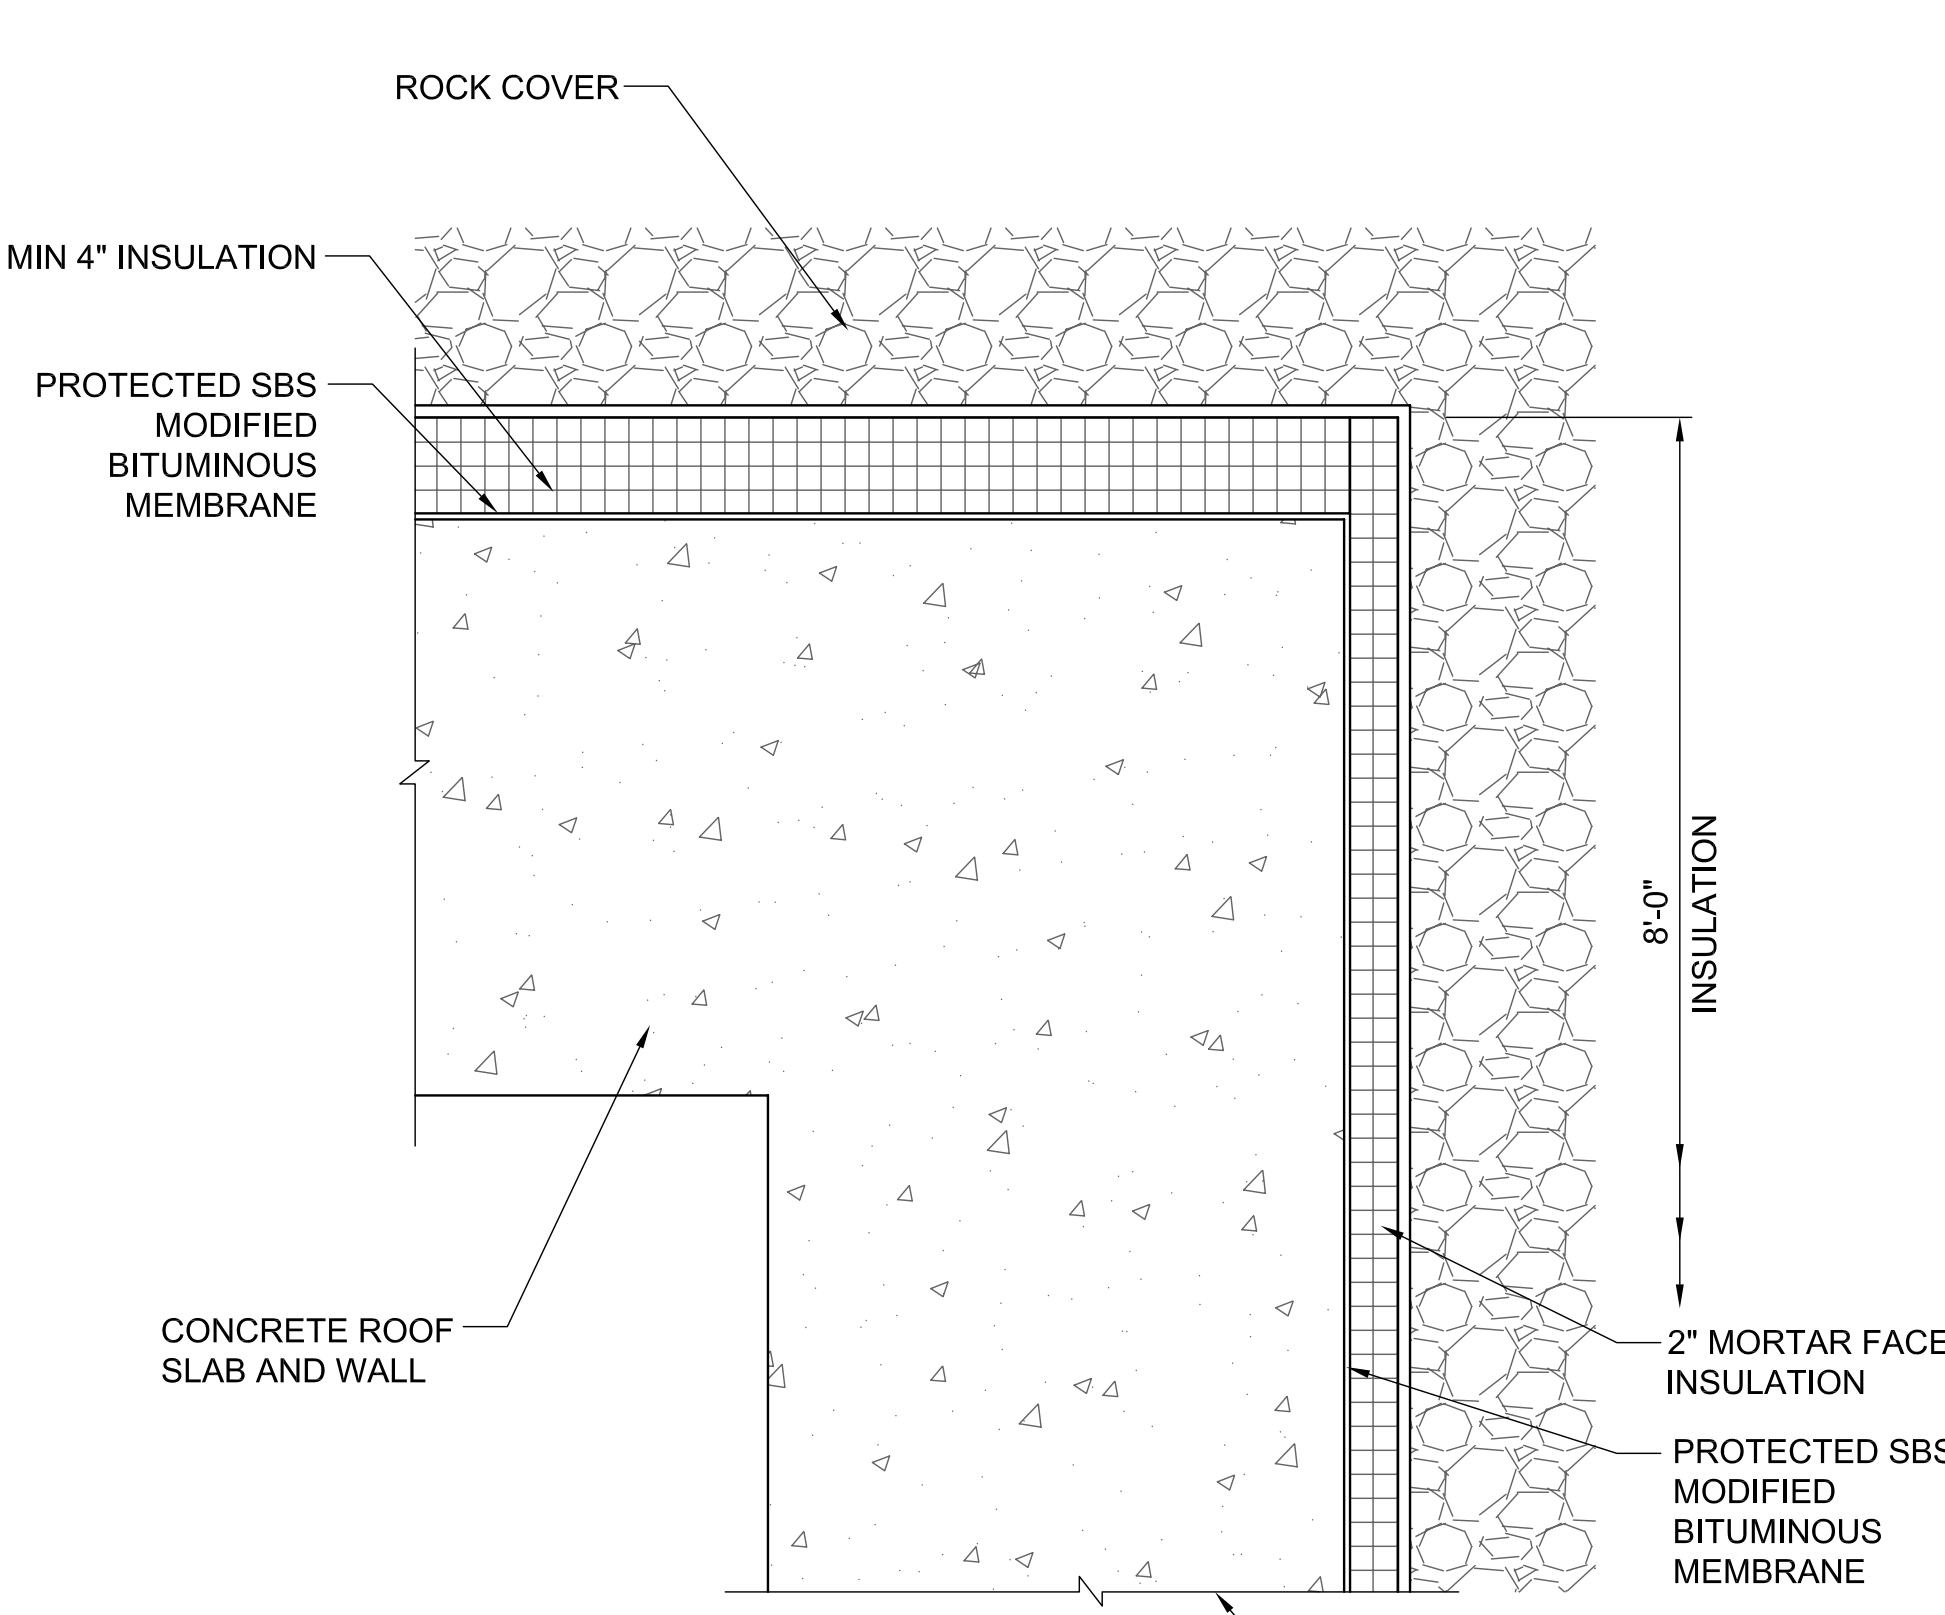 ROCK COVER
MIN 4" INSULATION
PROTECTED SBS
MODIFIED
BITUMINOUS
MEMBRANE
8'-0"
INSULATION
CONCRETE ROOF
SLAB AND WALL
2" MORTAR FACE
INSULATION
PROTECTED SBS
MODIFIED
BITUMINOUS
MEMBRANE